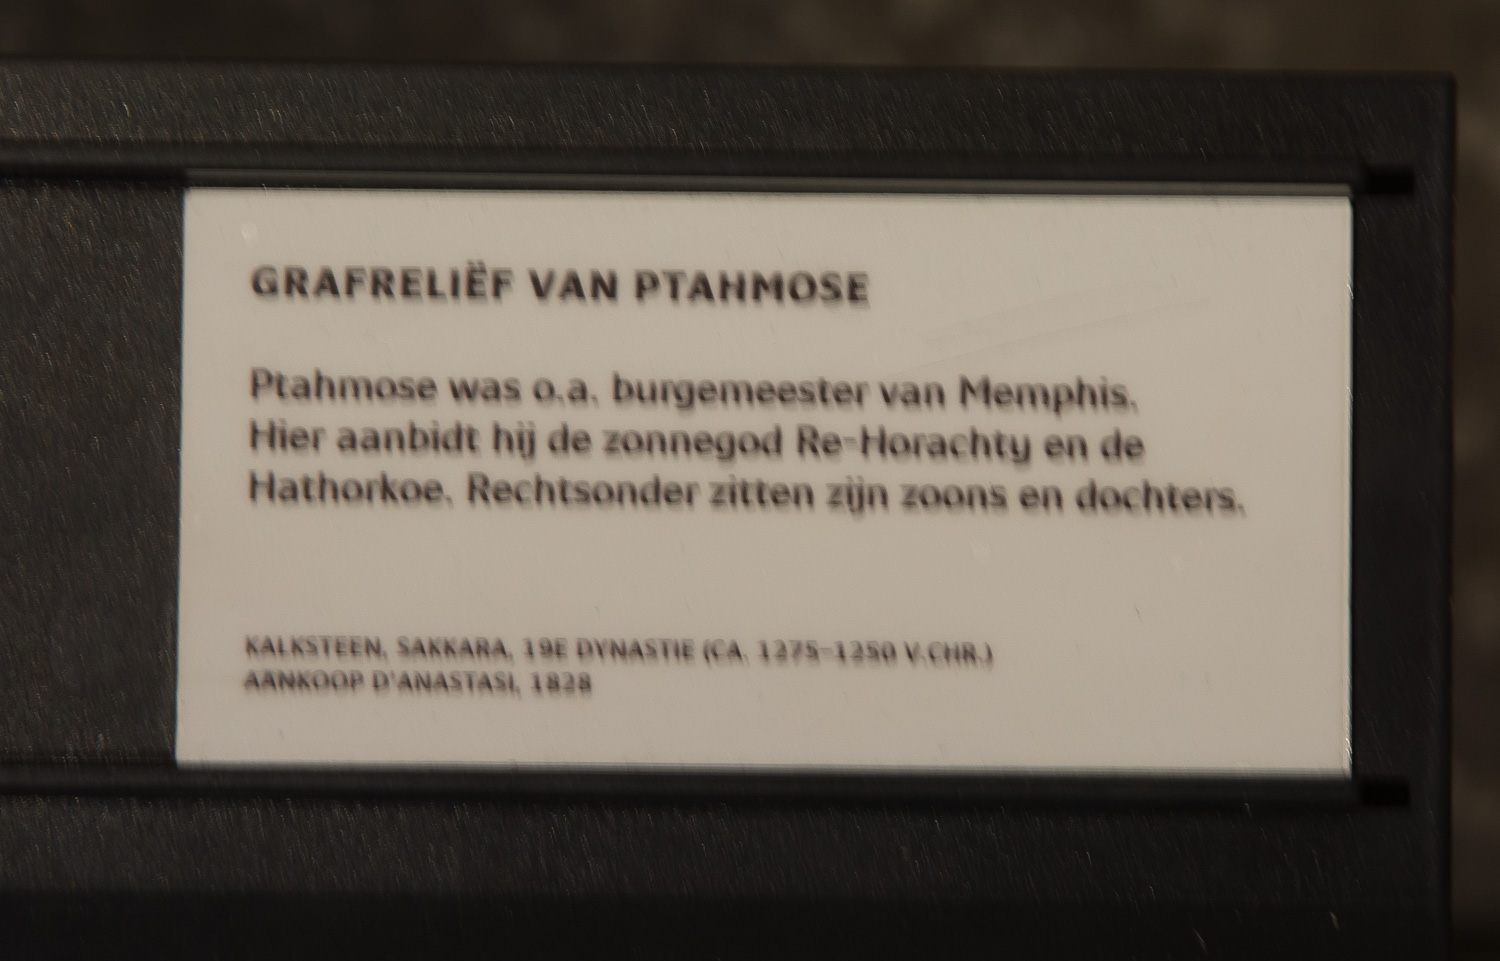 GRAFRELIËF VAN PTAHMOSE
Ptahmose was o.a. burgemeester van Memphis.
Hier aanbidt hij de zonnegod Re-Horachty en de
Hathorkoe. Rechtsonder zitten zijn zoons en dochters.
KALKSTEEN, SAKKARA, 19E DYNASTIE (CA. 1275-1250 V.CHR.)
AANKOOP D'ANASTASI, 1828